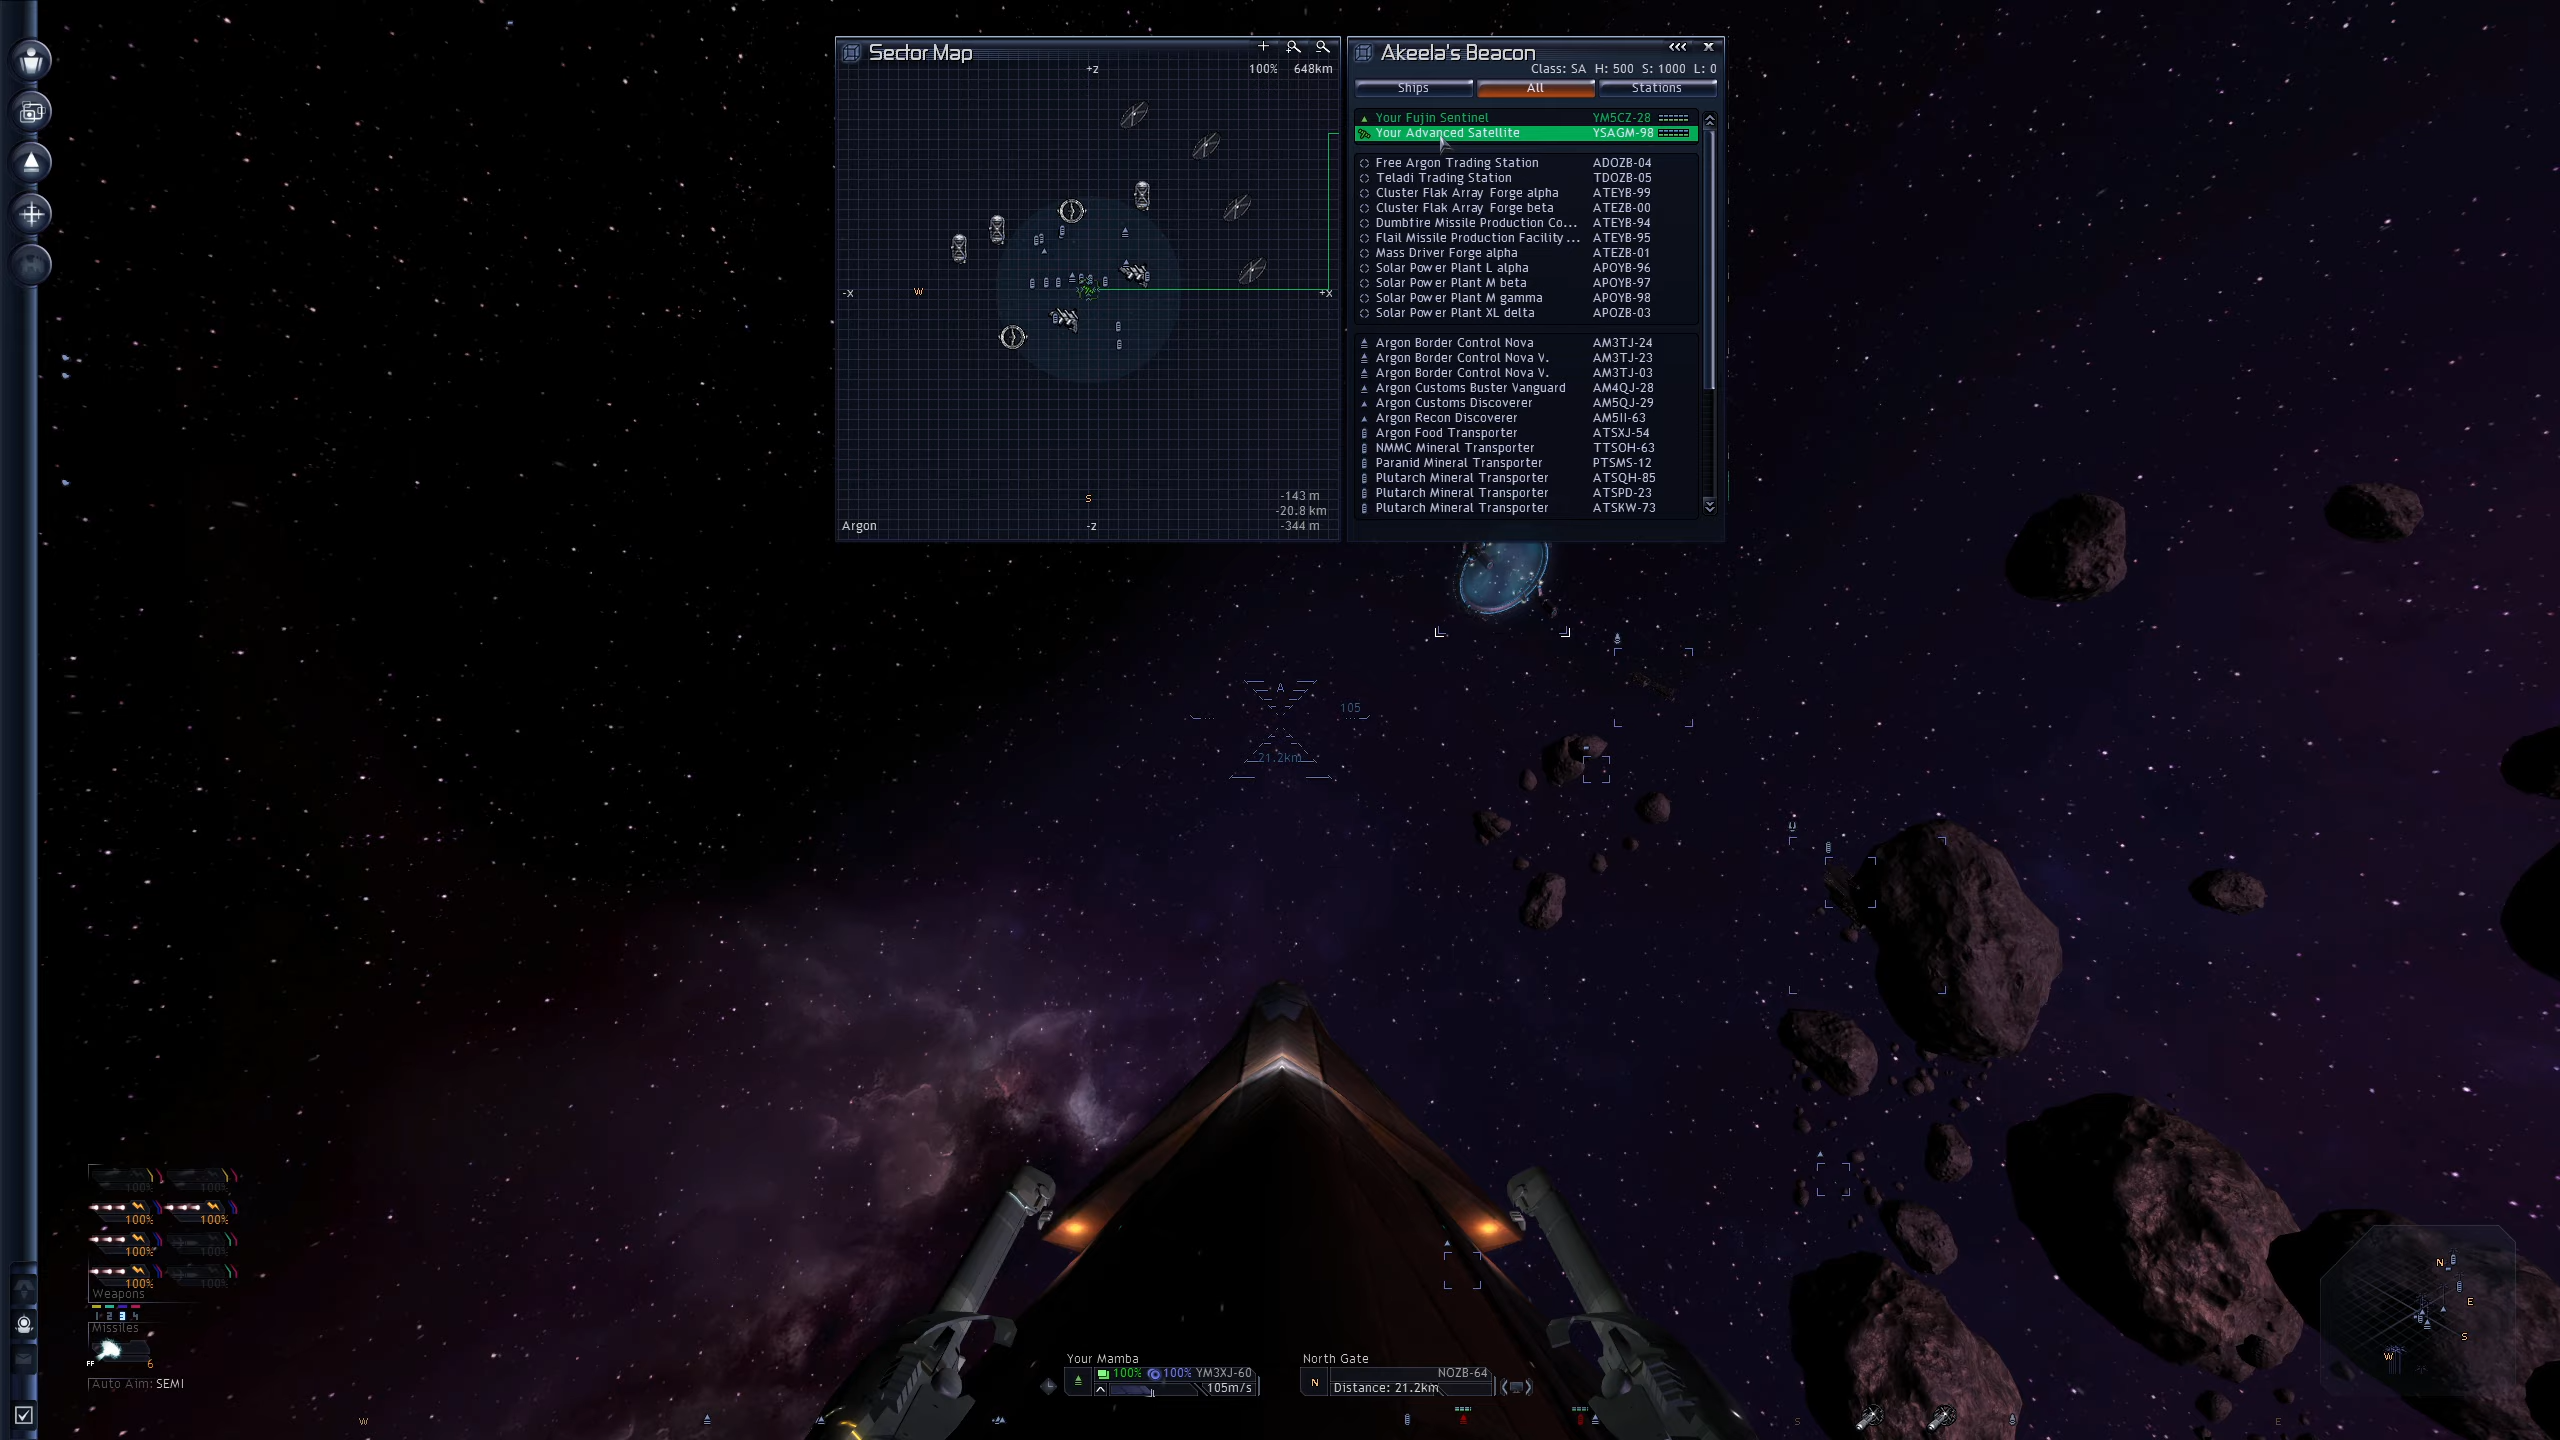 Sector Map
+z
100% 648km
-x
W
+x
S
-143 m
-20.8 km
-344 m
Argon
-z
Akeela's Beacon
Class: SA H: 500 S: 1000 L: 0
Ships All Stations
Your Fujin Sentinel YM5CZ-28
Your Advanced Satellite YSAGM-98
Free Argon Trading Station ADOZB-04
Teladi Trading Station TDOZB-05
Cluster Flak Array Forge alpha ATEYB-99
Cluster Flak Array Forge beta ATEZB-00
Dumbfire Missile Production Co... ATEYB-94
Flail Missile Production Facility ... ATEYB-95
Mass Driver Forge alpha ATEZB-01
Solar Power Plant L alpha APOYB-96
Solar Power Plant M beta APOYB-97
Solar Power Plant M gamma APOYB-98
Solar Power Plant XL delta APOZB-03
Argon Border Control Nova AM3TJ-24
Argon Border Control Nova V. AM3TJ-23
Argon Border Control Nova V. AM3TJ-03
Argon Customs Buster Vanguard AM4QJ-28
Argon Customs Discoverer AM5QJ-29
Argon Recon Discoverer AM5II-63
Argon Food Transporter ATSXJ-54
NMMC Mineral Transporter TTSOH-63
Paranid Mineral Transporter PTSMS-12
Plutarch Mineral Transporter ATSQH-85
Plutarch Mineral Transporter ATSPD-23
Plutarch Mineral Transporter ATSKW-73
A
105
21.2km
100% 100%
100% 100%
100% 100%
100% 100%
Weapons
1 2 3 4
Missiles
FF 6
Auto Aim: SEMI
Your Mamba
100% 100% YM3XJ-60
105m/s
North Gate
N NOZB-64
Distance: 21.2km
N
E
S
W
W
S
E